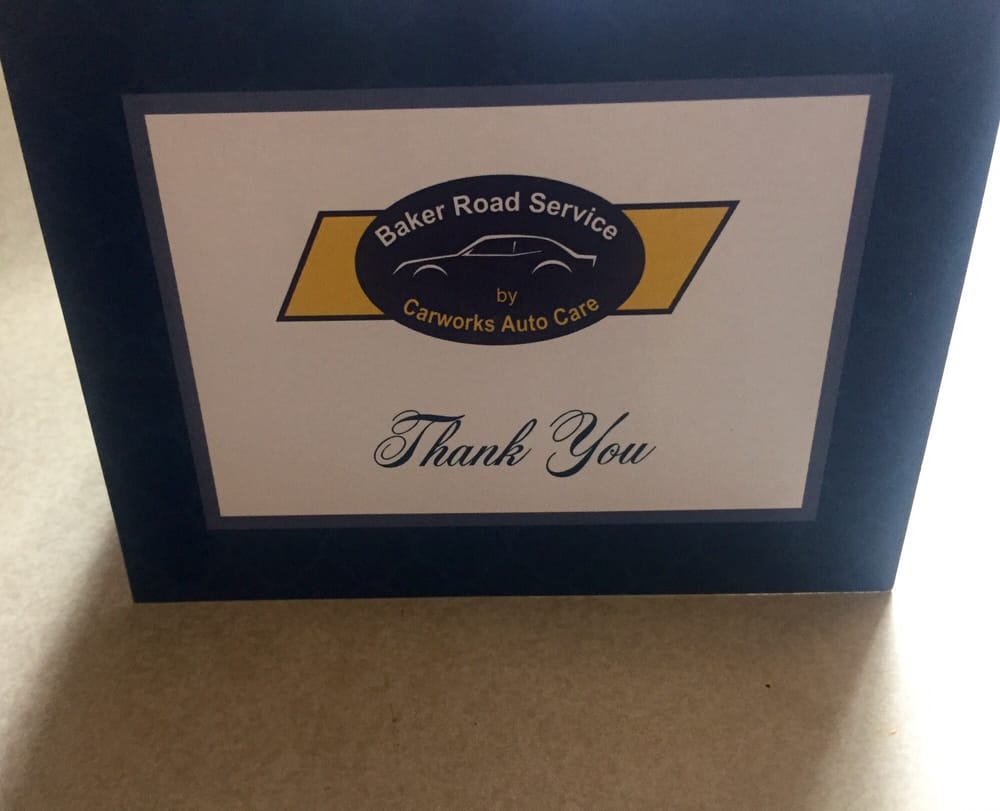 Baker Road Service
by
Carworks Auto Care
Thank You